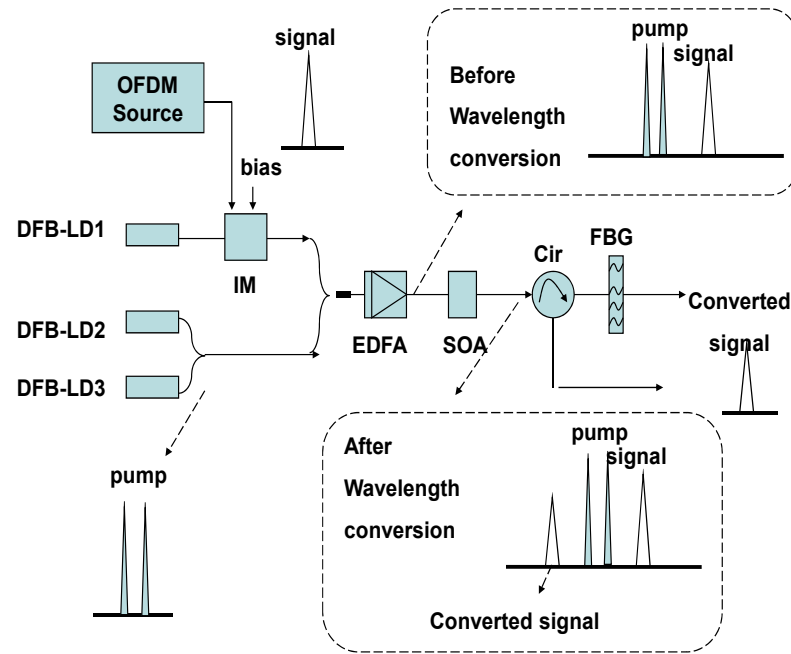 signal
OFDM
Source
bias
DFB-LD1
IM
DFB-LD2
DFB-LD3
pump
EDFA
SOA
Cir
FBG
Converted
signal
Before
Wavelength
conversion
pump
signal
After
Wavelength
conversion
pump
signal
Converted signal